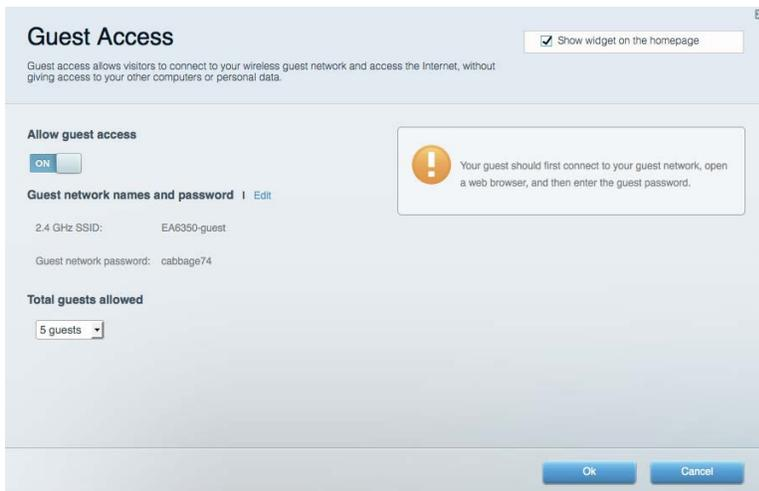 Guest Access
Show widget on the homepage
Guest access allows visitors to connect to your wireless guest network and access the Internet, without
giving access to your other computers or personal data.
Allow guest access
ON
Your guest should first connect to your guest network, open
a web browser, and then enter the guest password.
Guest network names and password | Edit
2.4 GHz SSID: EA6350-guest
Guest network password: cabbage74
Total guests allowed
5 guests
Ok Cancel